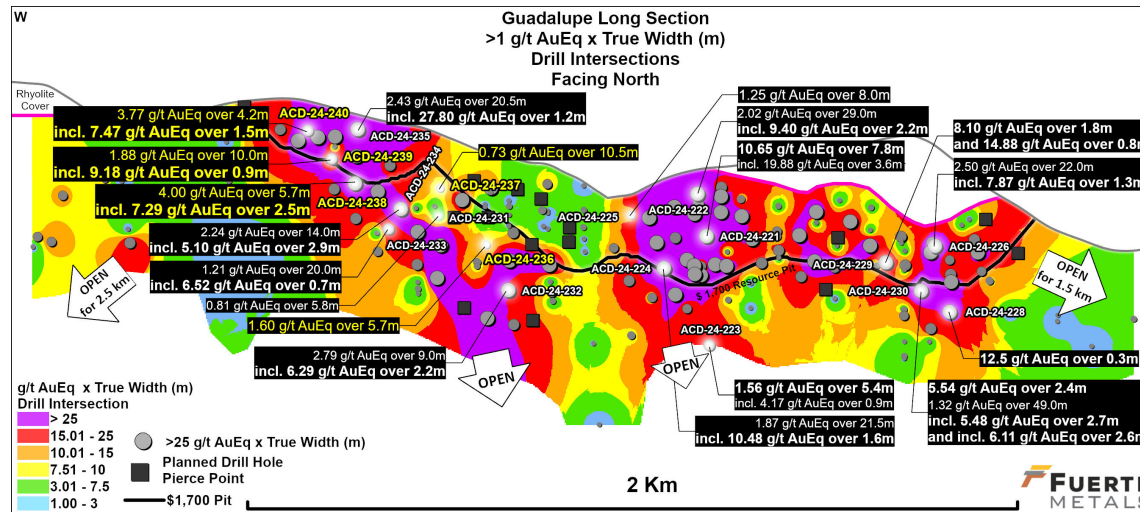 W
Guadalupe Long Section
>1 g/t AuEq x True Width (m)
Drill Intersections
Facing North
Rhyolite
Cover
3.77 g/t AuEq over 4.2m
incl. 7.47 g/t AuEq over 1.5m
ACD-24-240
2.43 g/t AuEq over 20.5m
incl. 27.80 g/t AuEq over 1.2m
ACD-24-235
1.88 g/t AuEq over 10.0m
incl. 9.18 g/t AuEq over 0.9m
ACD-24-239
ACD-24-234
0.73 g/t AuEq over 10.5m
4.00 g/t AuEq over 5.7m
incl. 7.29 g/t AuEq over 2.5m
ACD-24-238
ACD-24-237
2.24 g/t AuEq over 14.0m
incl. 5.10 g/t AuEq over 2.9m
ACD-24-231
ACD-24-233
1.21 g/t AuEq over 20.0m
incl. 6.52 g/t AuEq over 0.7m
ACD-24-236
0.81 g/t AuEq over 5.8m
1.60 g/t AuEq over 5.7m
ACD-24-232
2.79 g/t AuEq over 9.0m
incl. 6.29 g/t AuEq over 2.2m
OPEN
for 2.5 km
OPEN
1.25 g/t AuEq over 8.0m
2.02 g/t AuEq over 29.0m
incl. 9.40 g/t AuEq over 2.2m
10.65 g/t AuEq over 7.8m
incl. 19.88 g/t AuEq over 3.6m
8.10 g/t AuEq over 1.8m
and 14.88 g/t AuEq over 0.8m
2.50 g/t AuEq over 22.0m
incl. 7.87 g/t AuEq over 1.3m
ACD-24-225
ACD-24-222
ACD-24-221
ACD-24-224
ACD-24-229
ACD-24-226
ACD-24-230
ACD-24-228
ACD-24-223
$ 1,700 Resource Pit
OPEN
for 1.5 km
OPEN
12.5 g/t AuEq over 0.3m
1.56 g/t AuEq over 5.4m
incl. 4.17 g/t AuEq over 0.9m
1.87 g/t AuEq over 21.5m
incl. 10.48 g/t AuEq over 1.6m
5.54 g/t AuEq over 2.4m
1.32 g/t AuEq over 49.0m
incl. 5.48 g/t AuEq over 2.7m
and incl. 6.11 g/t AuEq over 2.6m
g/t AuEq x True Width (m)
Drill Intersection
> 25
15.01 - 25
10.01 - 15
7.51 - 10
3.01 - 7.5
1.00 - 3
>25 g/t AuEq x True Width (m)
Planned Drill Hole
Pierce Point
$1,700 Pit
2 Km
FUERTE
METALS